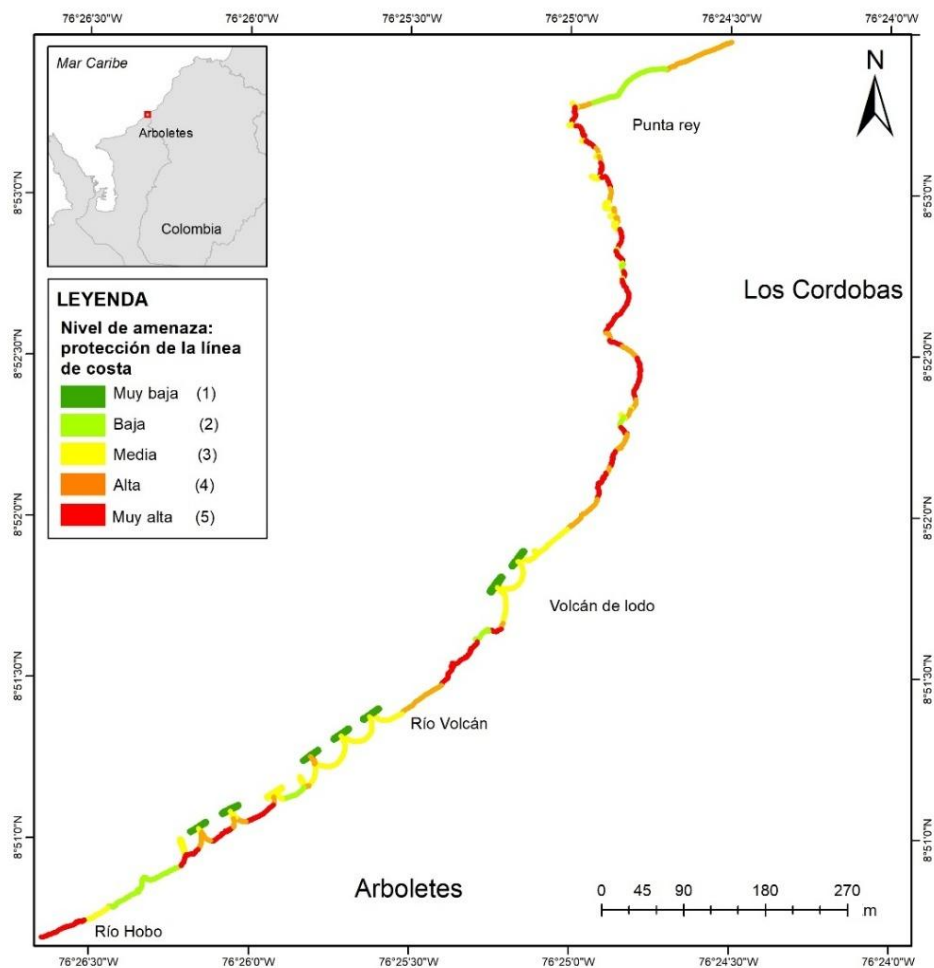 76°26'30"W 76°26'0"W 76°25'30"W 76°25'0"W 76°24'30"W 76°24'0"W
Mar Caribe
Arboletes
Colombia
N
Punta rey
8°53'0"N 8°53'0"N
LEYENDA
Nivel de amenaza:
protección de la línea
de costa
Muy baja (1)
Baja (2)
Media (3)
Alta (4)
Muy alta (5)
Los Cordobas
8°52'30"N 8°52'30"N
8°52'0"N 8°52'0"N
Volcán de lodo
8°51'30"N 8°51'30"N
Río Volcán
8°51'0"N 8°51'0"N
Arboletes
0 45 90 180 270
m
Río Hobo
76°26'30"W 76°26'0"W 76°25'30"W 76°25'0"W 76°24'30"W 76°24'0"W